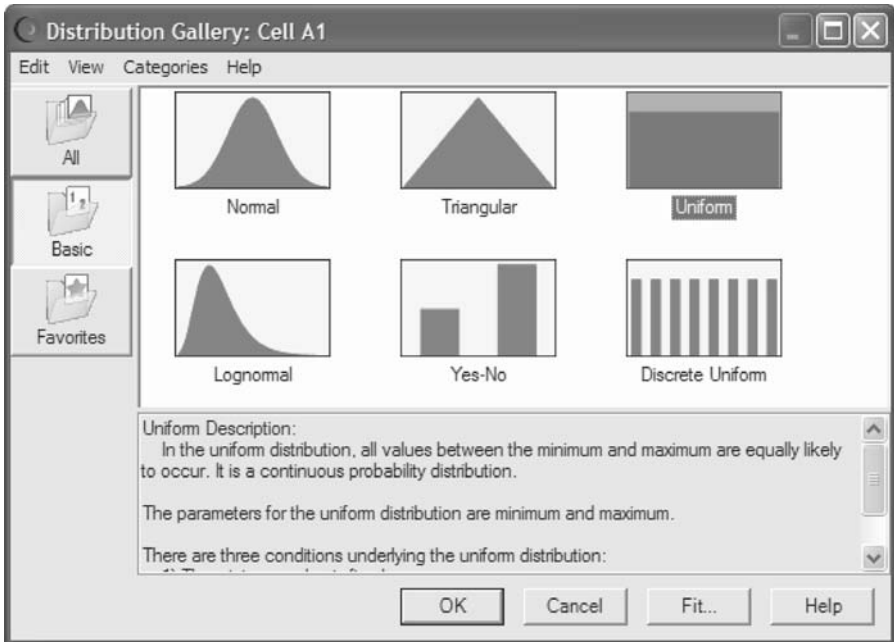 Distribution Gallery: Cell A1
Edit View Categories Help
All
Basic
Favorites
Normal
Triangular
Uniform
Lognormal
Yes-No
Discrete Uniform
Uniform Description:
In the uniform distribution, all values between the minimum and maximum are equally likely
to occur. It is a continuous probability distribution.
The parameters for the uniform distribution are minimum and maximum.
There are three conditions underlying the uniform distribution:
OK
Cancel
Fit...
Help